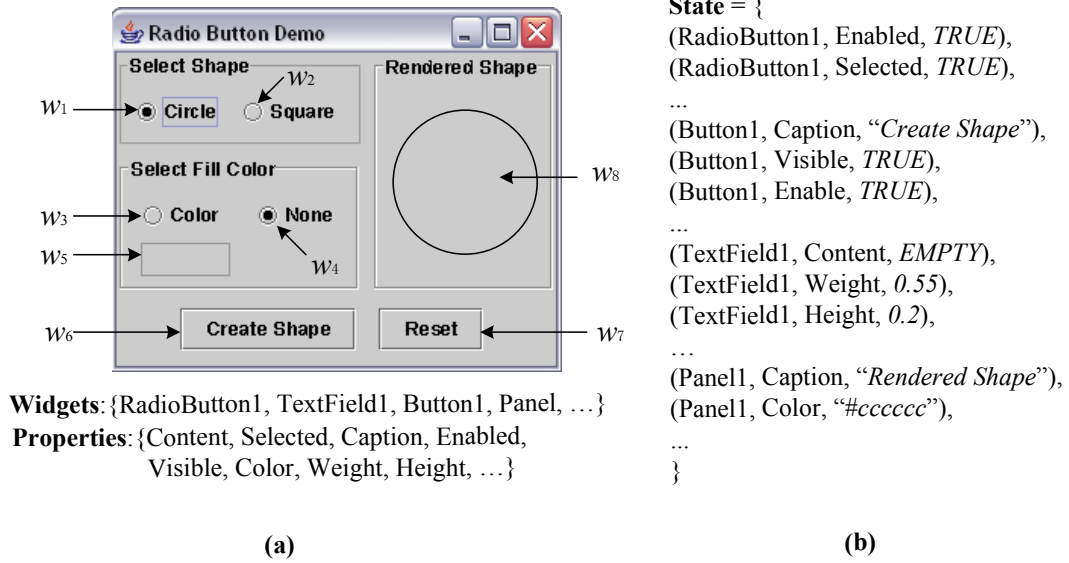 Radio Button Demo
Select Shape
w1
Circle
w2
Square
Select Fill Color
w3
Color
None
w4
w5
Rendered Shape
w8
w6
Create Shape
Reset
w7
Widgets:{RadioButton1, TextField1, Button1, Panel, …}
Properties:{Content, Selected, Caption, Enabled,
Visible, Color, Weight, Height, …}
(a)
State = {
(RadioButton1, Enabled, TRUE),
(RadioButton1, Selected, TRUE),
...
(Button1, Caption, “Create Shape”),
(Button1, Visible, TRUE),
(Button1, Enable, TRUE),
...
(TextField1, Content, EMPTY),
(TextField1, Weight, 0.55),
(TextField1, Height, 0.2),
…
(Panel1, Caption, “Rendered Shape”),
(Panel1, Color, “#cccccc”),
...
}
(b)